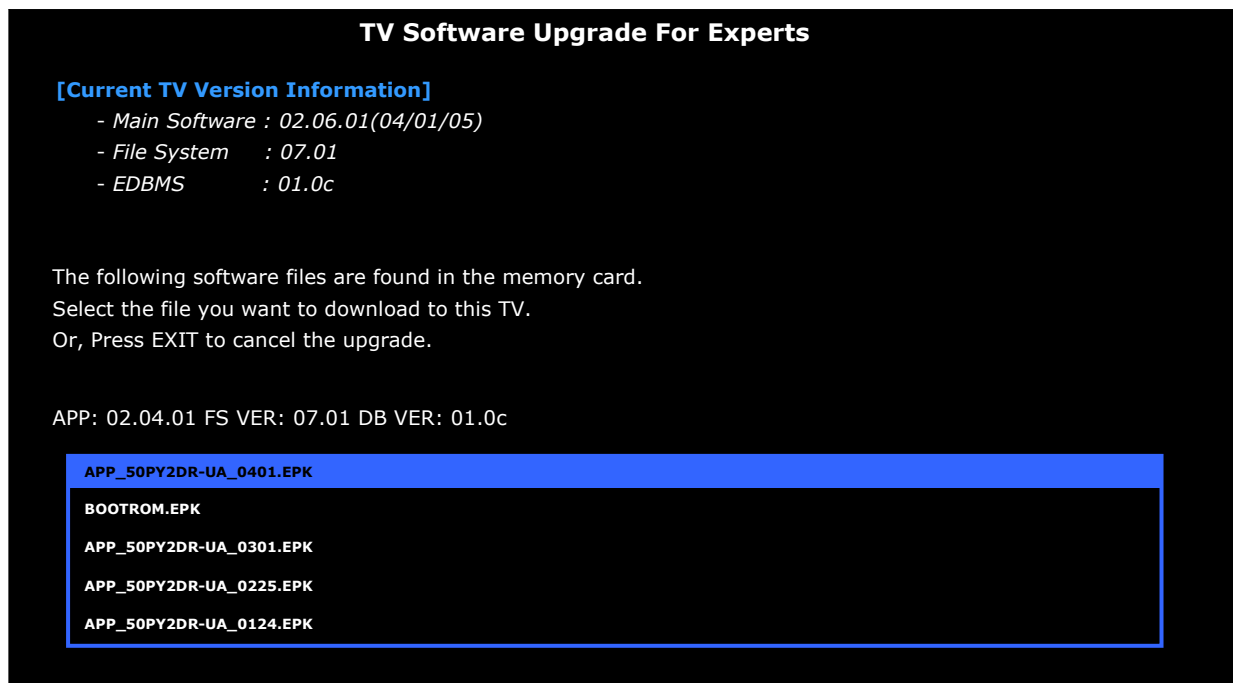 TV Software Upgrade For Experts
[Current TV Version Information]
- Main Software : 02.06.01(04/01/05)
- File System : 07.01
- EDBMS : 01.0c
The following software files are found in the memory card.
Select the file you want to download to this TV.
Or, Press EXIT to cancel the upgrade.
APP: 02.04.01 FS VER: 07.01 DB VER: 01.0c
APP_50PY2DR-UA_0401.EPK
BOOTROM.EPK
APP_50PY2DR-UA_0301.EPK
APP_50PY2DR-UA_0225.EPK
APP_50PY2DR-UA_0124.EPK